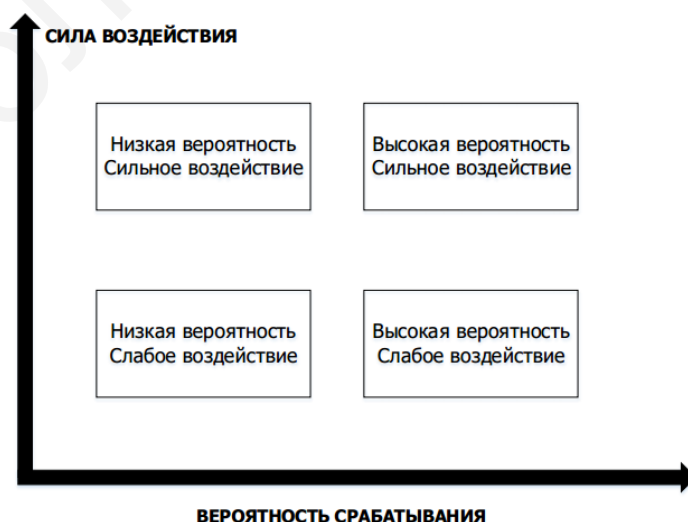 СИЛА ВОЗДЕЙСТВИЯ
Низкая вероятность
Сильное воздействие
Высокая вероятность
Сильное воздействие
Низкая вероятность
Слабое воздействие
Высокая вероятность
Слабое воздействие
ВЕРОЯТНОСТЬ СРАБАТЫВАНИЯ